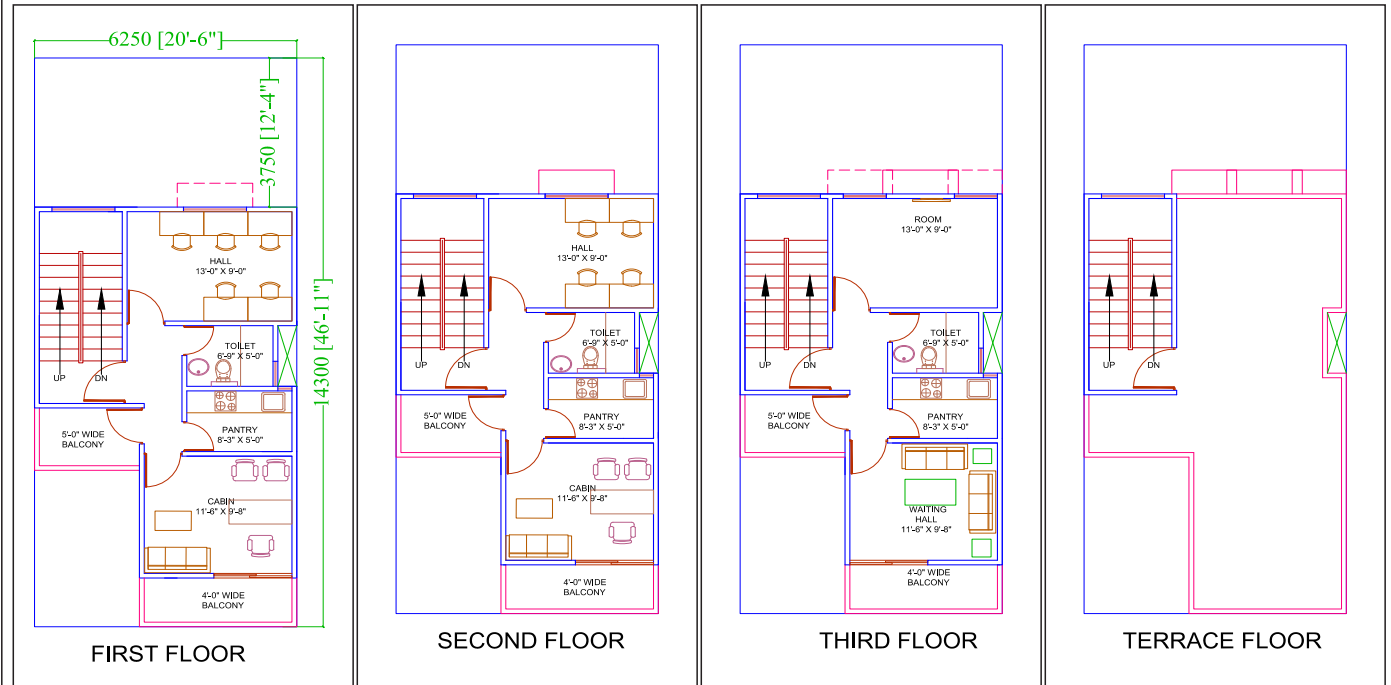 6250 [20'-6"]
3750 [12'-4"]
14300 [46'-11"]
HALL
13'-0" X 9'-0"
TOILET
6'-9" X 5'-0"
UP
DN
5'-0" WIDE
BALCONY
PANTRY
8'-3" X 5'-0"
CABIN
11'-6" X 9'-8"
4'-0" WIDE
BALCONY
FIRST FLOOR
HALL
13'-0" X 9'-0"
TOILET
6'-9" X 5'-0"
UP
DN
5'-0" WIDE
BALCONY
PANTRY
8'-3" X 5'-0"
CABIN
11'-6" X 9'-8"
4'-0" WIDE
BALCONY
SECOND FLOOR
ROOM
13'-0" X 9'-0"
TOILET
6'-9" X 5'-0"
UP
DN
5'-0" WIDE
BALCONY
PANTRY
8'-3" X 5'-0"
WAITING
HALL
11'-6" X 9'-8"
4'-0" WIDE
BALCONY
THIRD FLOOR
UP
DN
TERRACE FLOOR